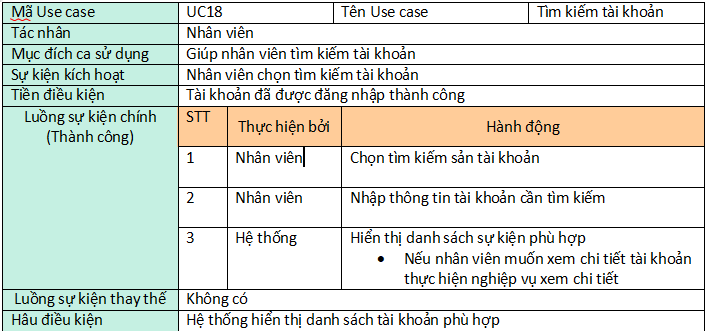 Mã Use case UC18 Tên Use case Tìm kiếm tài khoản
Tác nhân Nhân viên
Mục đích ca sử dụng Giúp nhân viên tìm kiếm tài khoản
Sự kiện kích hoạt Nhân viên chọn tìm kiếm tài khoản
Tiền điều kiện Tài khoản đã được đăng nhập thành công
Luồng sự kiện chính
(Thành công)
STT Thực hiện bởi Hành động
1 Nhân viên Chọn tìm kiếm sản tài khoản
2 Nhân viên Nhập thông tin tài khoản cần tìm kiếm
3 Hệ thống Hiển thị danh sách sự kiện phù hợp
• Nếu nhân viên muốn xem chi tiết tài khoản
thực hiện nghiệp vụ xem chi tiết
Luồng sự kiện thay thế Không có
Hâu điều kiện Hệ thống hiển thị danh sách tài khoản phù hợp